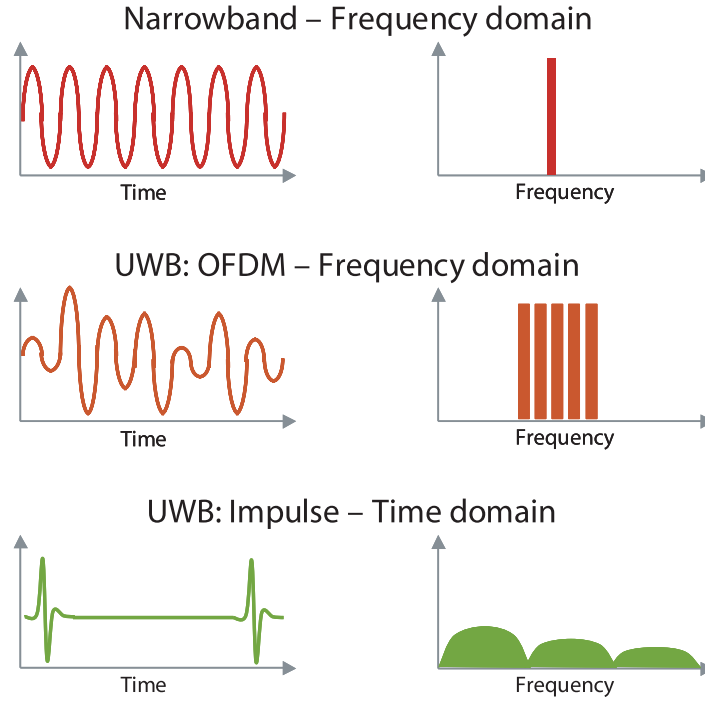 Narrowband – Frequency domain
Time
Frequency
UWB: OFDM – Frequency domain
Time
Frequency
UWB: Impulse – Time domain
Time
Frequency